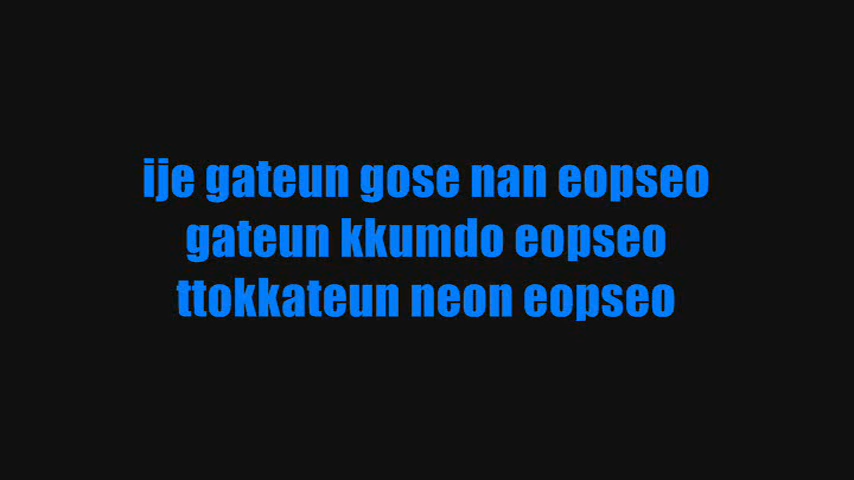 ije gateun gose nan eopseo
gateun kkumdo eopseo
ttokkateun neon eopseo